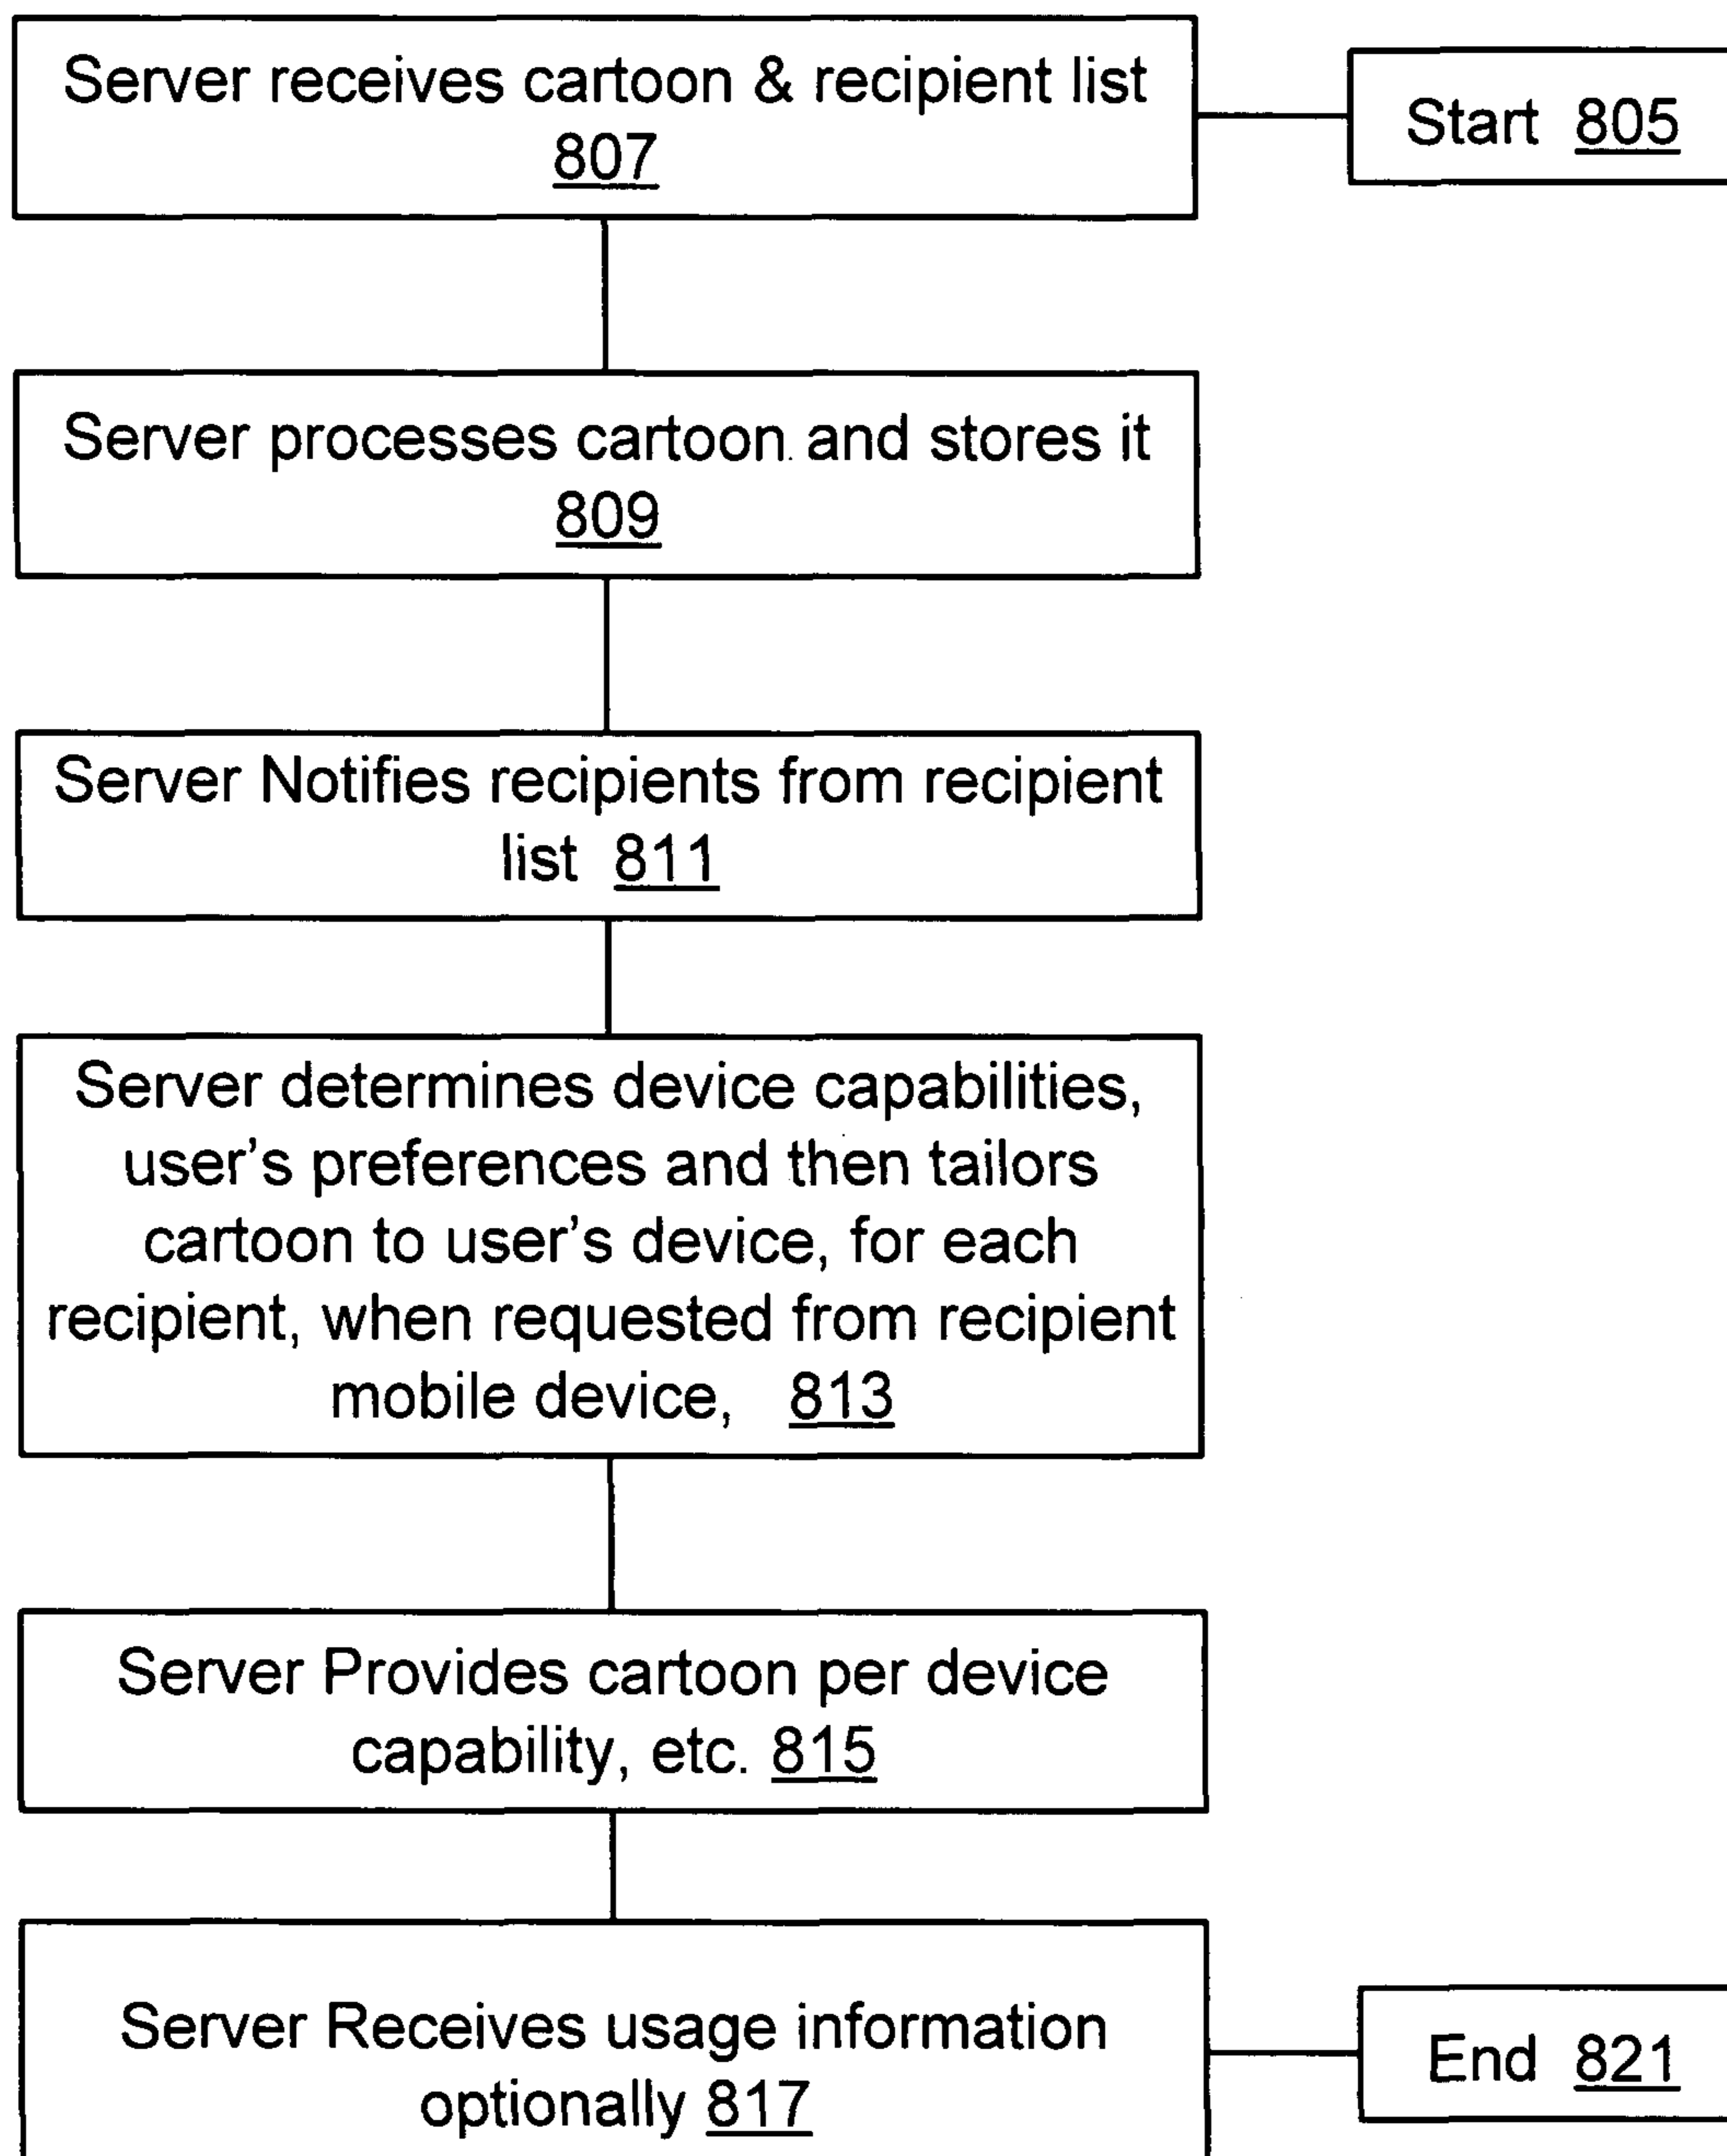 Server receives cartoon & recipient list
807
Start 805
Server processes cartoon and stores it
809
Server Notifies recipients from recipient
list 811
Server determines device capabilities,
user's preferences and then tailors
cartoon to user's device, for each
recipient, when requested from recipient
mobile device, 813
Server Provides cartoon per device
capability, etc. 815
Server Receives usage information
optionally 817
End 821